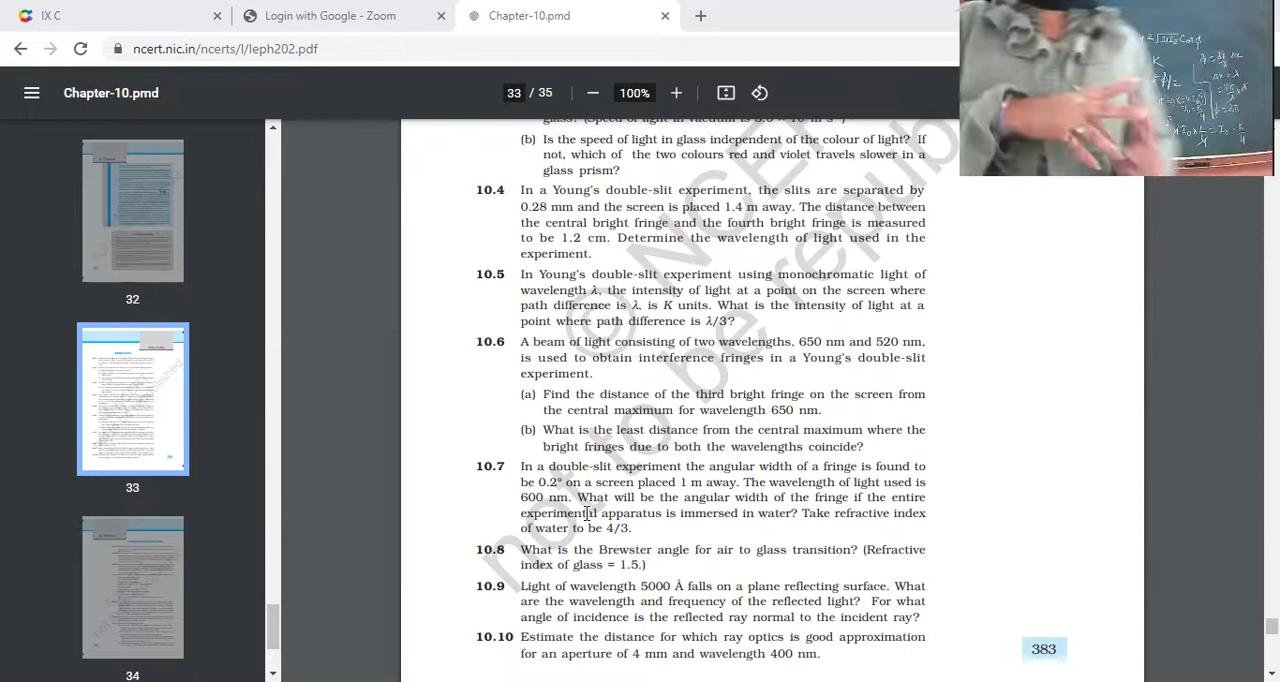 IX C
Login with Google - Zoom
Chapter-10.pmd
ncert.nic.in/ncerts/l/leph202.pdf
Chapter-10.pmd
33 / 35
100%
32
33
34
(b) Is the speed of light in glass independent of the colour of light? If
not, which of the two colours red and violet travels slower in a
glass prism?
10.4 In a Young's double-slit experiment, the slits are separated by
0.28 mm and the screen is placed 1.4 m away. The distance between
the central bright fringe and the fourth bright fringe is measured
to be 1.2 cm. Determine the wavelength of light used in the
experiment.
10.5 In Young's double-slit experiment using monochromatic light of
wavelength λ, the intensity of light at a point on the screen where
path difference is λ, is K units. What is the intensity of light at a
point where path difference is λ/3?
10.6 A beam of light consisting of two wavelengths, 650 nm and 520 nm,
is used to obtain interference fringes in a Young's double-slit
experiment.
(a) Find the distance of the third bright fringe on the screen from
the central maximum for wavelength 650 nm.
(b) What is the least distance from the central maximum where the
bright fringes due to both the wavelengths coincide?
10.7 In a double-slit experiment the angular width of a fringe is found to
be 0.2° on a screen placed 1 m away. The wavelength of light used is
600 nm. What will be the angular width of the fringe if the entire
experimental apparatus is immersed in water? Take refractive index
of water to be 4/3.
10.8 What is the Brewster angle for air to glass transition? (Refractive
index of glass = 1.5.)
10.9 Light of wavelength 5000 Å falls on a plane reflecting surface. What
are the wavelength and frequency of the reflected light? For what
angle of incidence is the reflected ray normal to the incident ray?
10.10 Estimate the distance for which ray optics is good approximation
for an aperture of 4 mm and wavelength 400 nm.
383
© NCERT
not to be republi